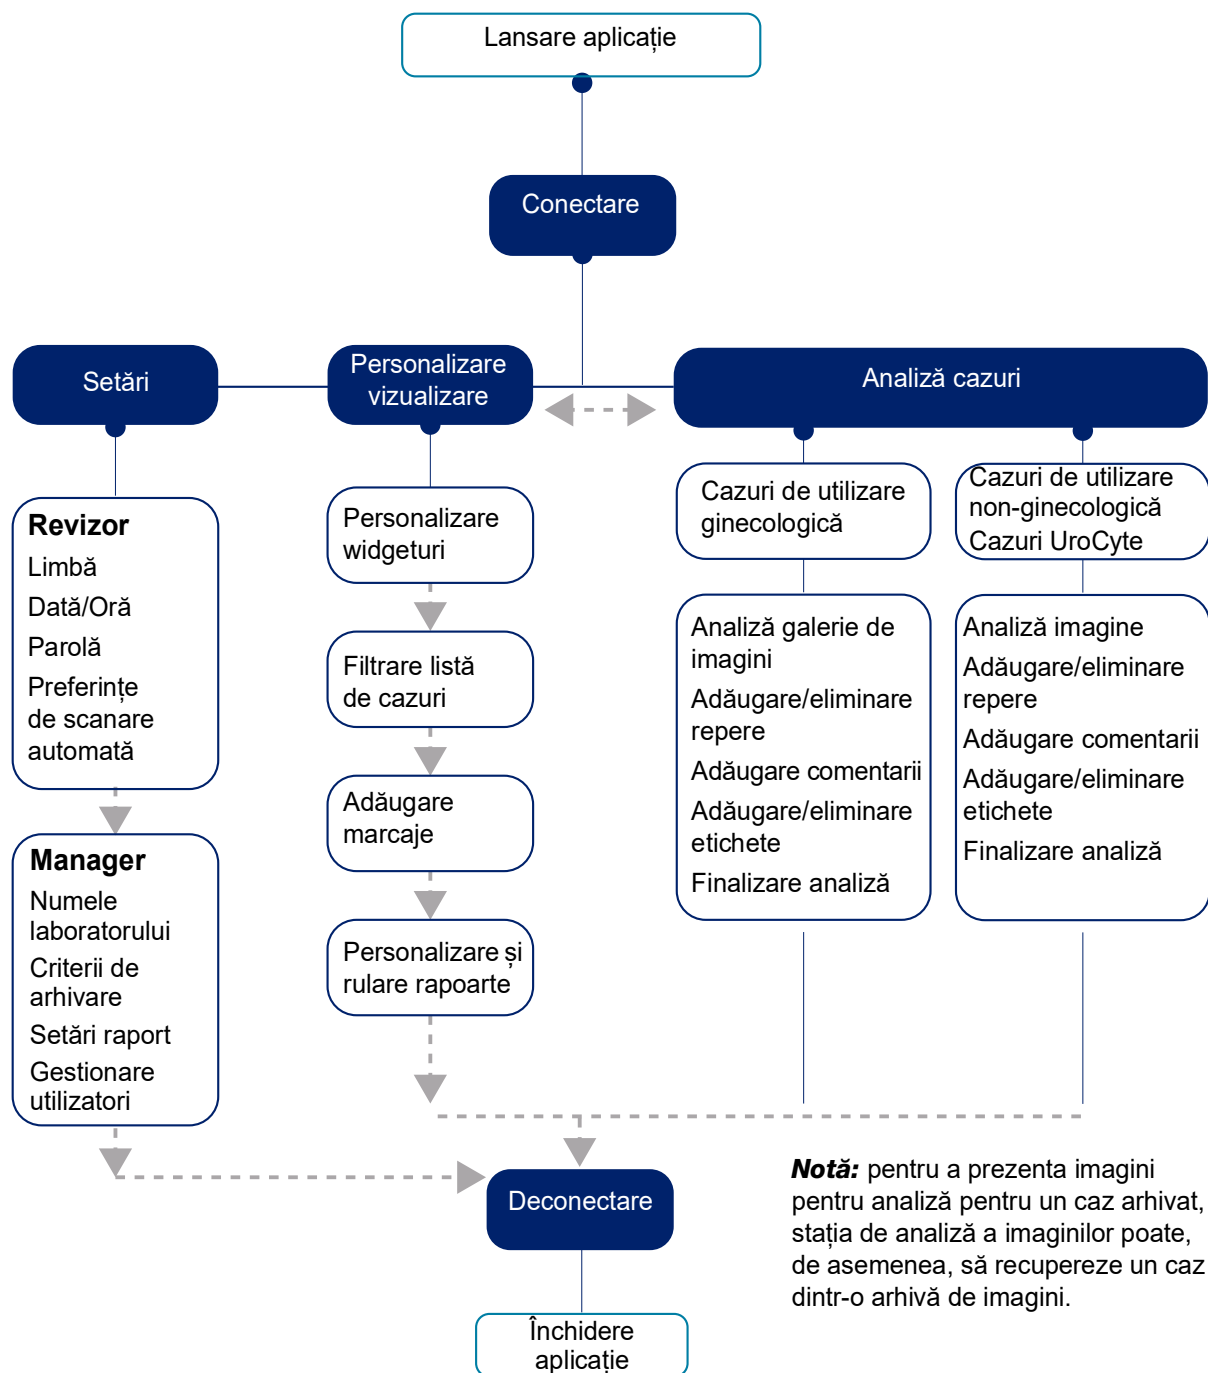 Lansare aplicație
Conectare
Setări
Personalizare
vizualizare
Analiză cazuri
Revizor
Limbă
Dată/Oră
Parolă
Preferințe
de scanare
automată
Manager
Numele
laboratorului
Criterii de
arhivare
Setări raport
Gestionare
utilizatori
Personalizare
widgeturi
Filtrare listă
de cazuri
Adăugare
marcaje
Personalizare și
rulare rapoarte
Cazuri de utilizare
ginecologică
Analiză galerie de
imagini
Adăugare/eliminare
repere
Adăugare comentarii
Adăugare/eliminare
etichete
Finalizare analiză
Cazuri de utilizare
non-ginecologică
Cazuri UroCyte
Analiză imagine
Adăugare/eliminare
repere
Adăugare comentarii
Adăugare/eliminare
etichete
Finalizare analiză
Deconectare
Închidere
aplicație
Notă: pentru a prezenta imagini
pentru analiză pentru un caz arhivat,
stația de analiză a imaginilor poate,
de asemenea, să recupereze un caz
dintr-o arhivă de imagini.